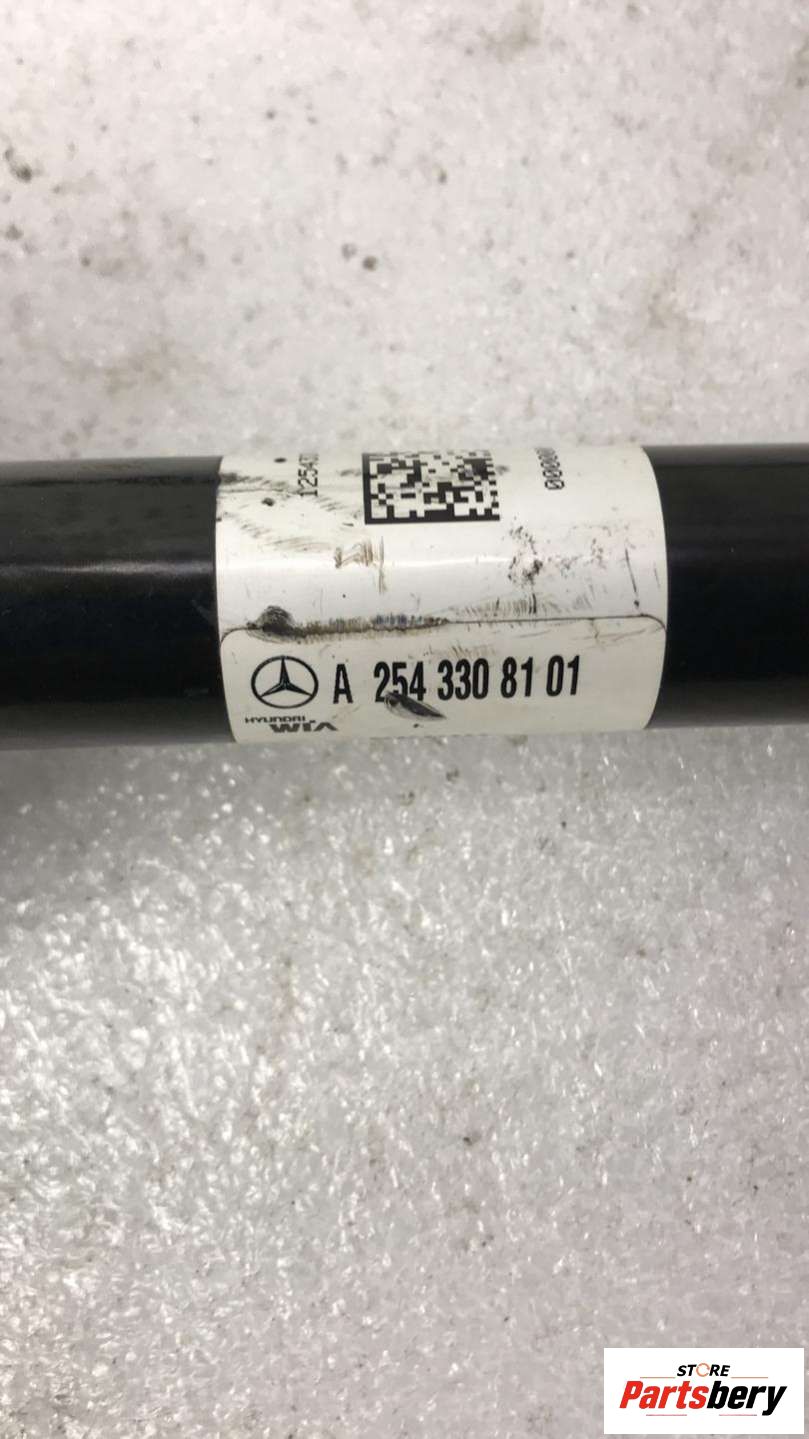 A 254 330 81 01
HYUNDAI
WIA
STORE
Partsbery